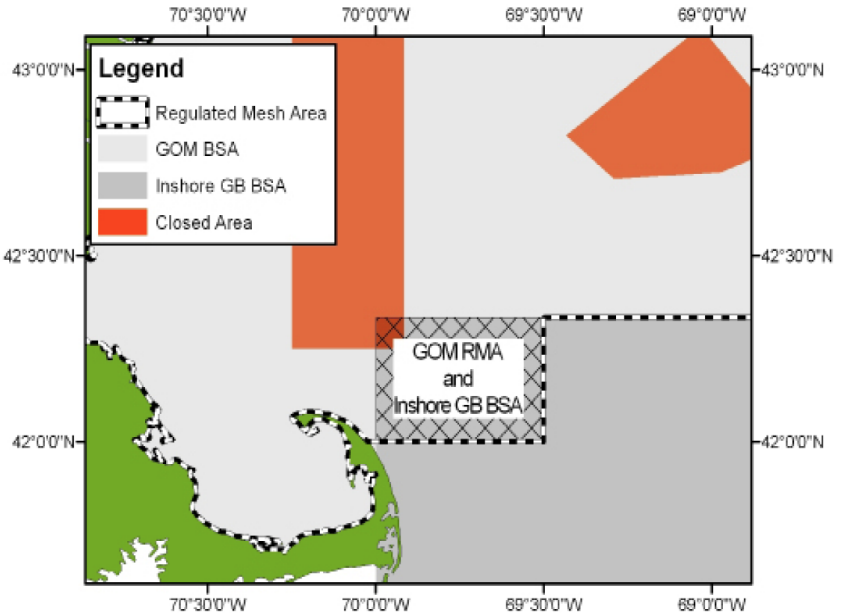 70°30'0"W 70°0'0"W 69°30'0"W 69°0'0"W
43°0'0"N 43°0'0"N
Legend
Regulated Mesh Area
GOM BSA
Inshore GB BSA
Closed Area
42°30'0"N 42°30'0"N
GOM RMA
and
Inshore GB BSA
42°0'0"N 42°0'0"N
70°30'0"W 70°0'0"W 69°30'0"W 69°0'0"W